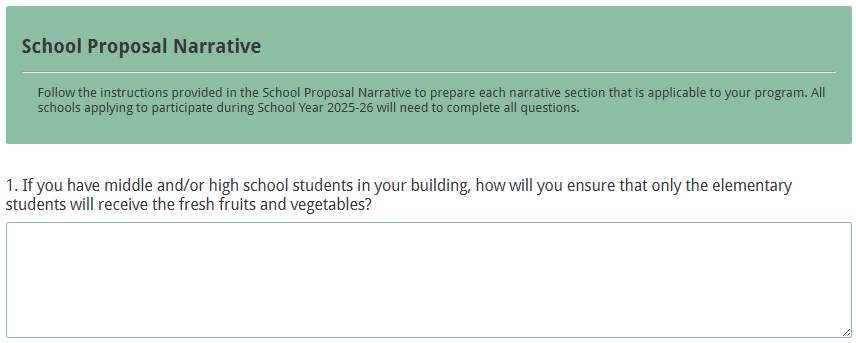 School Proposal Narrative
Follow the instructions provided in the School Proposal Narrative to prepare each narrative section that is applicable to your program. All
schools applying to participate during School Year 2025-26 will need to complete all questions.
1. If you have middle and/or high school students in your building, how will you ensure that only the elementary
students will receive the fresh fruits and vegetables?